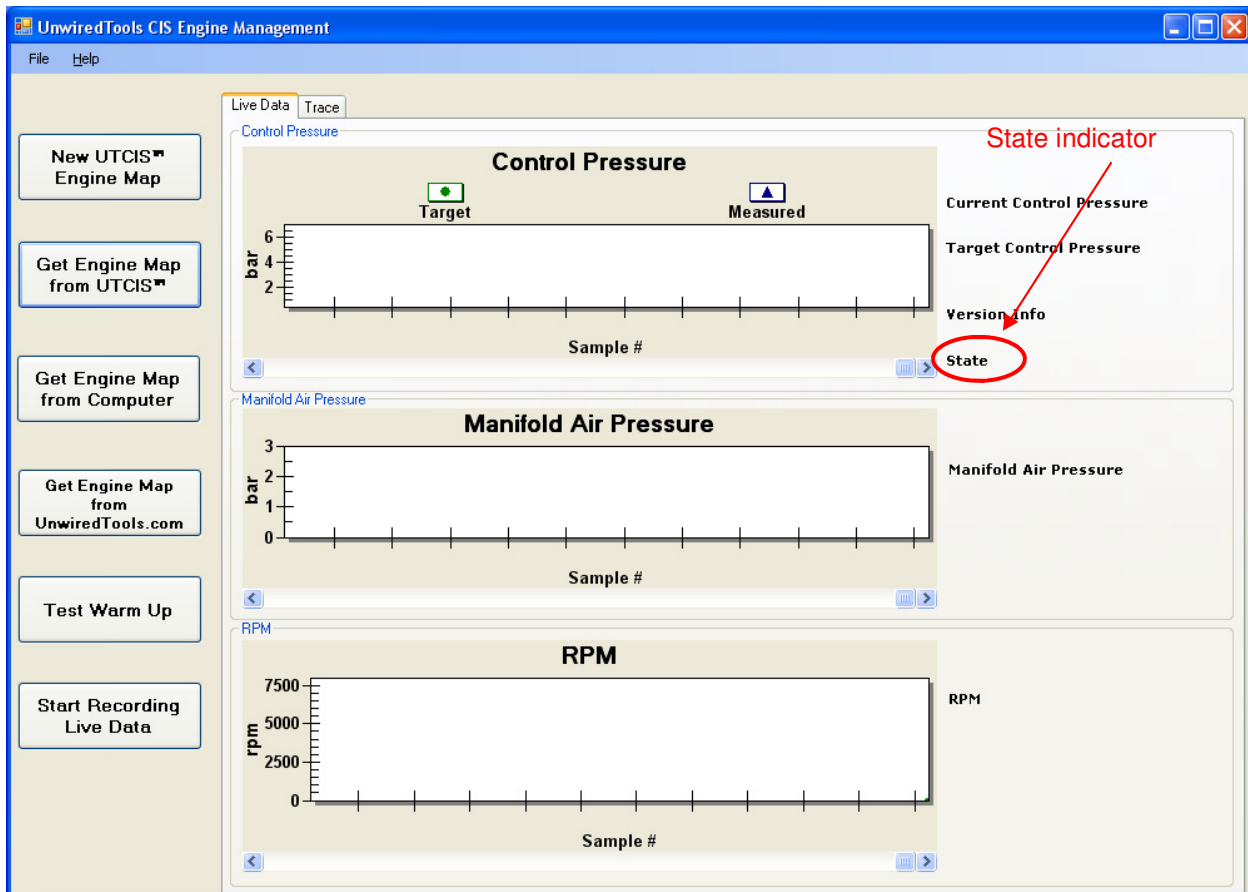 UnwiredTools CIS Engine Management
File Help
New UTCIS™
Engine Map
Get Engine Map
from UTCIS™
Get Engine Map
from Computer
Get Engine Map
from
UnwiredTools.com
Test Warm Up
Start Recording
Live Data
Live Data Trace
Control Pressure
Control Pressure
Target Measured
bar
6
4
2
Sample #
State indicator
Current Control Pressure
Target Control Pressure
Version Info
State
Manifold Air Pressure
Manifold Air Pressure
bar
3
2
1
0
Sample #
Manifold Air Pressure
RPM
RPM
rpm
7500
5000
2500
0
Sample #
RPM